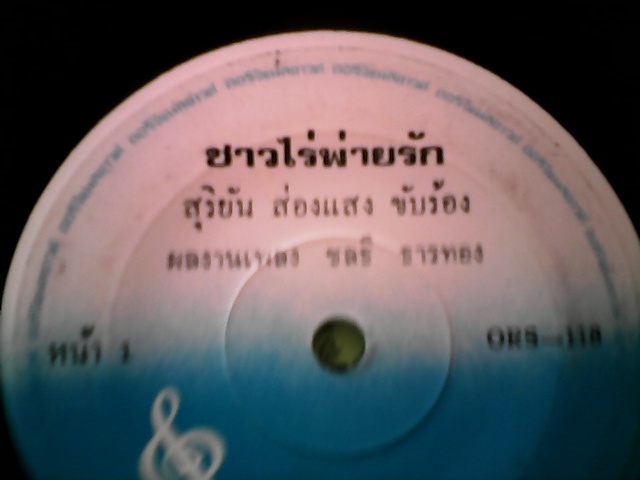 ชาวไร่พ่ายรัก
สุริยัน ส่องแสง ขับร้อง
ผลงานเพลง ชลธี ธารทอง
หน้า 1
ORS-118